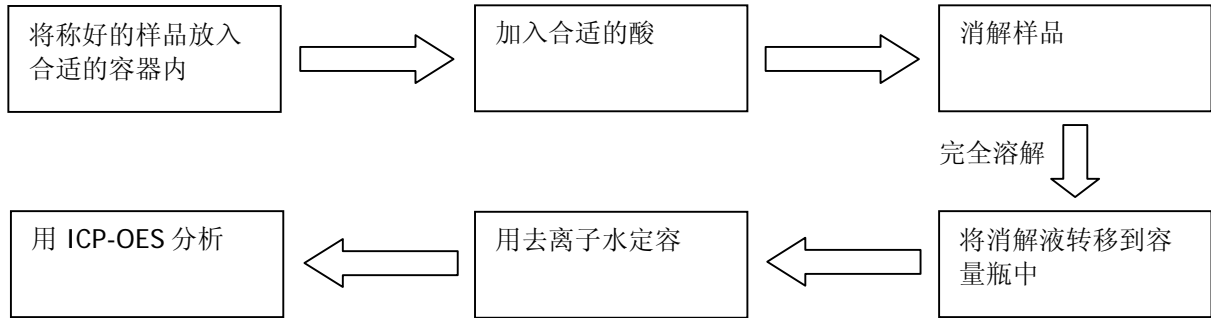 将称好的样品放入
合适的容器内
加入合适的酸
消解样品
完全溶解
将消解液转移到容
量瓶中
用去离子水定容
用 ICP-OES 分析